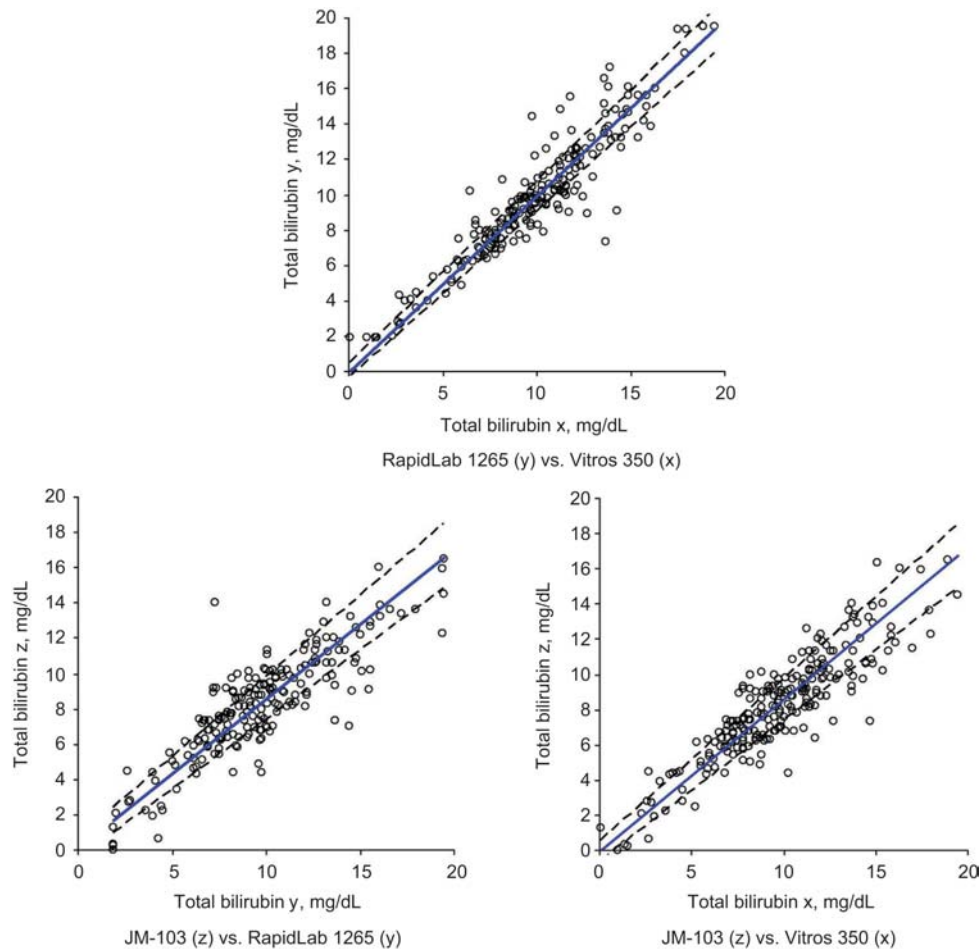 20
18
16
14
12
10
8
6
4
2
0
Total bilirubin y, mg/dL
0 5 10 15 20
Total bilirubin x, mg/dL
RapidLab 1265 (y) vs. Vitros 350 (x)
20
18
16
14
12
10
8
6
4
2
0
Total bilirubin z, mg/dL
0 5 10 15 20
Total bilirubin y, mg/dL
JM-103 (z) vs. RapidLab 1265 (y)
20
18
16
14
12
10
8
6
4
2
0
Total bilirubin z, mg/dL
0 5 10 15 20
Total bilirubin x, mg/dL
JM-103 (z) vs. Vitros 350 (x)